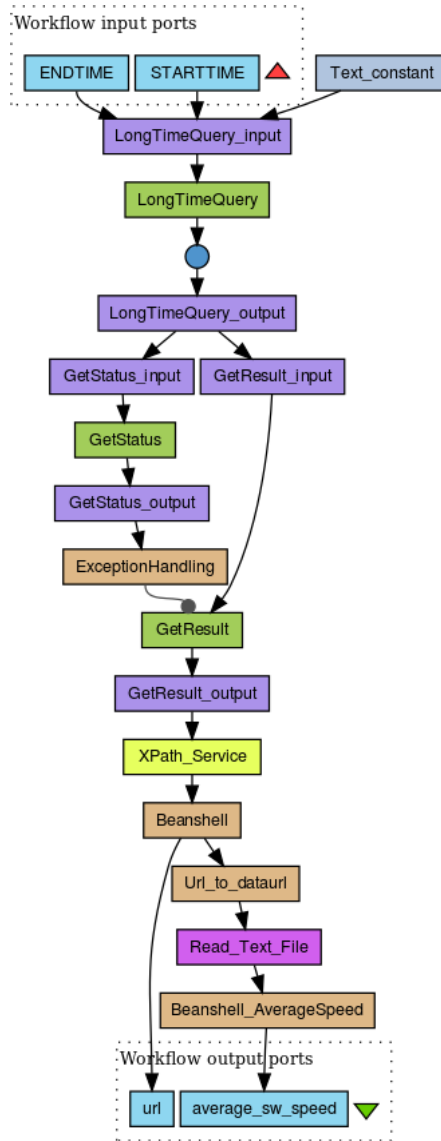 Workflow input ports
ENDTIME
STARTTIME
Text_constant
LongTimeQuery_input
LongTimeQuery
LongTimeQuery_output
GetStatus_input
GetResult_input
GetStatus
GetStatus_output
ExceptionHandling
GetResult
GetResult_output
XPath_Service
Beanshell
Url_to_dataurl
Read_Text_File
Beanshell_AverageSpeed
Workflow output ports
url
average_sw_speed